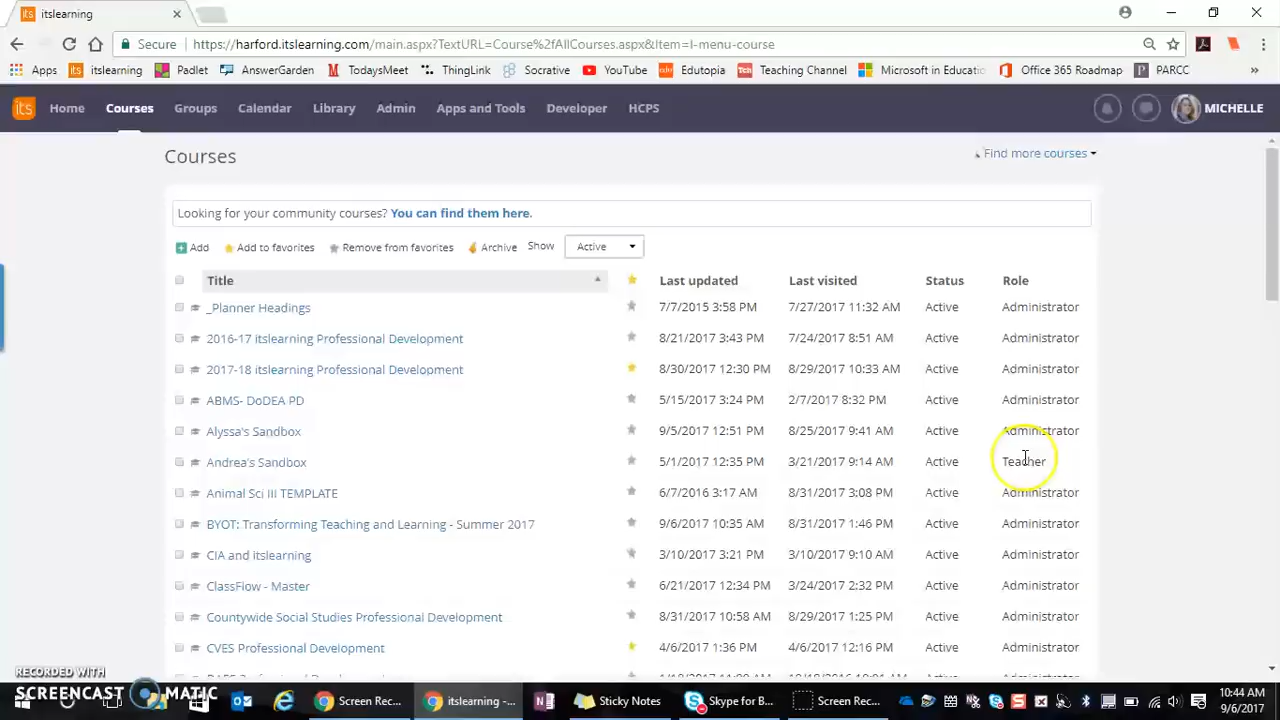 its itslearning
Secure https://harford.itslearning.com/main.aspx?TextURL=Course%2fAllCourses.aspx&Item=l-menu-course
Apps its itslearning Padlet AnswerGarden TodaysMeet ThingLink Socrative YouTube edu Edutopia Tch Teaching Channel Microsoft in Educatio Office 365 Roadmap P PARCC »
its Home Courses Groups Calendar Library Admin Apps and Tools Developer HCPS MICHELLE
Courses Find more courses
Looking for your community courses? You can find them here.
Add Add to favorites Remove from favorites Archive Show Active
Title Last updated Last visited Status Role
_Planner Headings 7/7/2015 3:58 PM 7/27/2017 11:32 AM Active Administrator
2016-17 itslearning Professional Development 8/21/2017 3:43 PM 7/24/2017 8:51 AM Active Administrator
2017-18 itslearning Professional Development 8/30/2017 12:30 PM 8/29/2017 10:33 AM Active Administrator
ABMS- DoDEA PD 5/15/2017 3:24 PM 2/7/2017 8:32 PM Active Administrator
Alyssa's Sandbox 9/5/2017 12:51 PM 8/25/2017 9:41 AM Active Administrator
Andrea's Sandbox 5/1/2017 12:35 PM 3/21/2017 9:14 AM Active Teacher
Animal Sci III TEMPLATE 6/7/2016 3:17 AM 8/31/2017 3:08 PM Active Administrator
BYOT: Transforming Teaching and Learning - Summer 2017 9/6/2017 10:35 AM 8/31/2017 1:46 PM Active Administrator
CIA and itslearning 3/10/2017 3:21 PM 3/10/2017 9:10 AM Active Administrator
ClassFlow - Master 6/21/2017 12:34 PM 3/24/2017 2:32 PM Active Administrator
Countywide Social Studies Professional Development 8/31/2017 10:58 AM 8/29/2017 1:25 PM Active Administrator
CVES Professional Development 4/6/2017 1:36 PM 4/6/2017 12:16 PM Active Administrator
RECORDED WITH
SCREENCAST MATIC
Screen Rec... itslearning -... Sticky Notes Skype for B... Screen Rec... 10:44 AM
9/6/2017